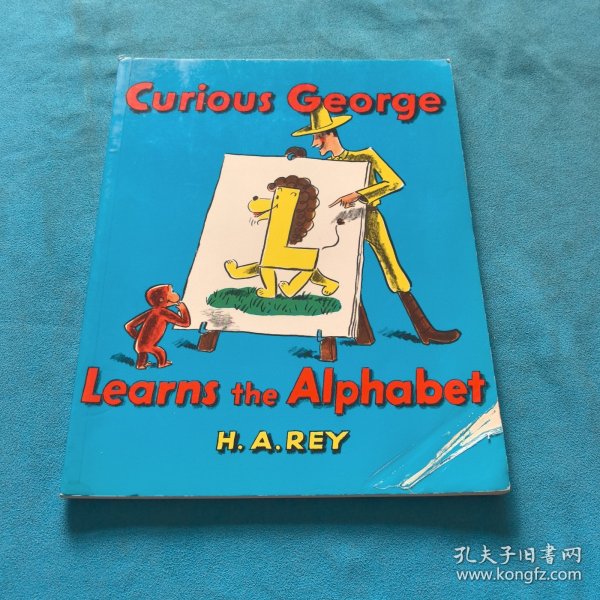 Curious George
L
Learns the Alphabet
H. A. REY
孔夫子旧书网
www.kongfz.com